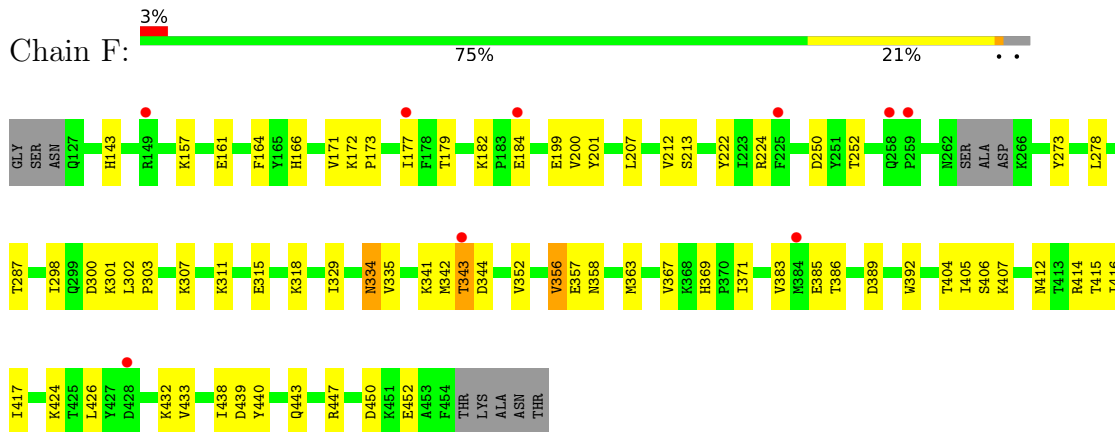 3%
Chain F:
75% 21% • •
GLY SER ASN Q127 H143 R149 K157 E161 F164 Y165 H166 V171 K172 P173 I177 F178 T179 K182 P183 E184 E199 V200 Y201 L207 V212 S213 Y222 I223 R224 F225 D250 Y251 T252 Q258 P259 N262 SER ALA ASP K266 Y273 L278
T287 I298 Q299 D300 K301 L302 P303 K307 K311 E315 K318 I329 N334 V335 K341 M342 T343 D344 V352 V356 E357 N358 M363 V367 K368 H369 P370 I371 V383 M384 E385 T386 D389 W392 T404 I405 S406 K407 N412 T413 R414 T415 I416
I417 K424 T425 L426 Y427 D428 K432 V433 I438 D439 Y440 Q443 R447 D450 K451 E452 A453 F454 THR LYS ALA ASN THR